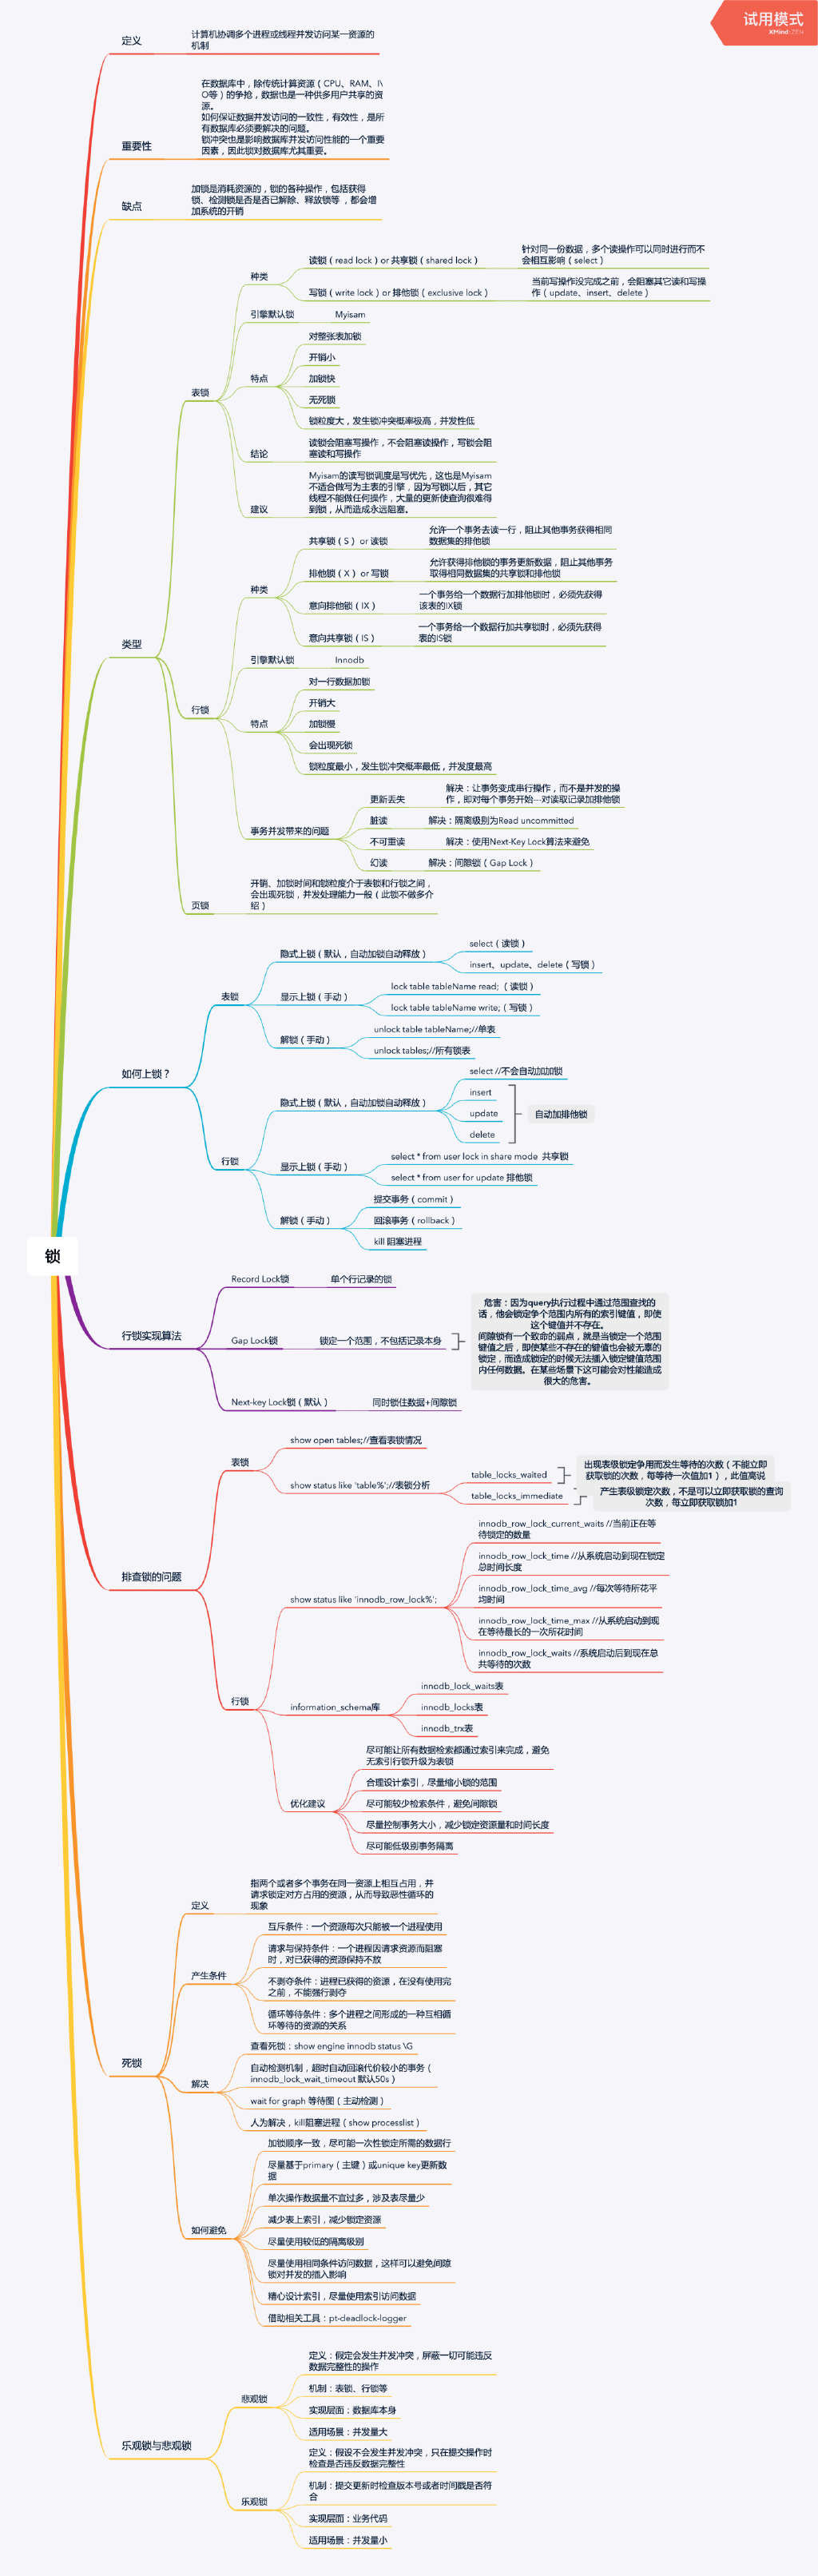 试用模式
XMind: ZEN
定义
计算机协调多个进程或线程并发访问某一资源的
机制
重要性
在数据库中，除传统计算资源（CPU、RAM、I\
O等）的争抢，数据也是一种供多用户共享的资
源。
如何保证数据并发访问的一致性，有效性，是所
有数据库必须要解决的问题。
锁冲突也是影响数据库并发访问性能的一个重要
因素，因此锁对数据库尤其重要。
缺点
加锁是消耗资源的，锁的各种操作，包括获得
锁、检测锁是否是否已解除、释放锁等 ，都会增
加系统的开销
类型
表锁
种类
读锁（read lock）or 共享锁（shared lock）
针对同一份数据，多个读操作可以同时进行而不
会相互影响（select）
写锁（write lock）or 排他锁（exclusive lock）
当前写操作没完成之前，会阻塞其它读和写操
作（update、insert、delete）
引擎默认锁
Myisam
特点
对整张表加锁
开销小
加锁快
无死锁
锁粒度大，发生锁冲突概率极高，并发性低
结论
读锁会阻塞写操作，不会阻塞读操作，写锁会阻
塞读和写操作
建议
Myisam的读写锁调度是写优先，这也是Myisam
不适合做写为主表的引擎，因为写锁以后，其它
线程不能做任何操作，大量的更新使查询很难得
到锁，从而造成永远阻塞。
行锁
种类
共享锁（S） or 读锁
允许一个事务去读一行，阻止其他事务获得相同
数据集的排他锁
排他锁（X） or 写锁
允许获得排他锁的事务更新数据，阻止其他事务
取得相同数据集的共享锁和排他锁
意向排他锁（IX）
一个事务给一个数据行加排他锁时，必须先获得
该表的IX锁
意向共享锁（IS）
一个事务给一个数据行加共享锁时，必须先获得
表的IS锁
引擎默认锁
Innodb
特点
对一行数据加锁
开销大
加锁慢
会出现死锁
锁粒度最小，发生锁冲突概率最低，并发度最高
事务并发带来的问题
更新丢失
解决：让事务变成串行操作，而不是并发的操
作，即对每个事务开始---对读取记录加排他锁
脏读
解决：隔离级别为Read uncommitted
不可重读
解决：使用Next-Key Lock算法来避免
幻读
解决：间隙锁（Gap Lock）
页锁
开销、加锁时间和锁粒度介于表锁和行锁之间，
会出现死锁，并发处理能力一般（此锁不做多介
绍）
如何上锁？
表锁
隐式上锁（默认，自动加锁自动释放）
select（读锁）
insert、update、delete（写锁）
显示上锁（手动）
lock table tableName read;（读锁）
lock table tableName write;（写锁）
解锁（手动）
unlock table tableName;//单表
unlock tables;//所有锁表
行锁
隐式上锁（默认，自动加锁自动释放）
select //不会自动加加锁
insert
update
delete
自动加排他锁
显示上锁（手动）
select * from user lock in share mode 共享锁
select * from user for update 排他锁
解锁（手动）
提交事务（commit）
回滚事务（rollback）
kill 阻塞进程
锁
行锁实现算法
Record Lock锁
单个行记录的锁
Gap Lock锁
锁定一个范围，不包括记录本身
危害：因为query执行过程中通过范围查找的
话，他会锁定争个范围内所有的索引键值，即使
这个键值并不存在。
间隙锁有一个致命的弱点，就是当锁定一个范围
键值之后，即使某些不存在的键值也会被无辜的
锁定，而造成锁定的时候无法插入锁定键值范围
内任何数据。在某些场景下这可能会对性能造成
很大的危害。
Next-key Lock锁（默认）
同时锁住数据+间隙锁
排查锁的问题
表锁
show open tables;//查看表锁情况
show status like 'table%';//表锁分析
table_locks_waited
出现表级锁定争用而发生等待的次数（不能立即
获取锁的次数，每等待一次值加1），此值高说
table_locks_immediate
产生表级锁定次数，不是可以立即获取锁的查询
次数，每立即获取锁加1
行锁
show status like 'innodb_row_lock%';
innodb_row_lock_current_waits //当前正在等
待锁定的数量
innodb_row_lock_time //从系统启动到现在锁定
总时间长度
innodb_row_lock_time_avg //每次等待所花平
均时间
innodb_row_lock_time_max //从系统启动到现
在等待最长的一次所花时间
innodb_row_lock_waits //系统启动后到现在总
共等待的次数
information_schema库
innodb_lock_waits表
innodb_locks表
innodb_trx表
优化建议
尽可能让所有数据检索都通过索引来完成，避免
无索引行锁升级为表锁
合理设计索引，尽量缩小锁的范围
尽可能较少检索条件，避免间隙锁
尽量控制事务大小，减少锁定资源量和时间长度
尽可能低级别事务隔离
死锁
定义
指两个或者多个事务在同一资源上相互占用，并
请求锁定对方占用的资源，从而导致恶性循环的
现象
产生条件
互斥条件：一个资源每次只能被一个进程使用
请求与保持条件：一个进程因请求资源而阻塞
时，对已获得的资源保持不放
不剥夺条件：进程已获得的资源，在没有使用完
之前，不能强行剥夺
循环等待条件：多个进程之间形成的一种互相循
环等待的资源的关系
解决
查看死锁：show engine innodb status \G
自动检测机制，超时自动回滚代价较小的事务（
innodb_lock_wait_timeout 默认50s）
wait for graph 等待图（主动检测）
人为解决，kill阻塞进程（show processlist）
如何避免
加锁顺序一致，尽可能一次性锁定所需的数据行
尽量基于primary（主键）或unique key更新数
据
单次操作数据量不宜过多，涉及表尽量少
减少表上索引，减少锁定资源
尽量使用较低的隔离级别
尽量使用相同条件访问数据，这样可以避免间隙
锁对并发的插入影响
精心设计索引，尽量使用索引访问数据
借助相关工具：pt-deadlock-logger
乐观锁与悲观锁
悲观锁
定义：假定会发生并发冲突，屏蔽一切可能违反
数据完整性的操作
机制：表锁、行锁等
实现层面：数据库本身
适用场景：并发量大
乐观锁
定义：假设不会发生并发冲突，只在提交操作时
检查是否违反数据完整性
机制：提交更新时检查版本号或者时间戳是否符
合
实现层面：业务代码
适用场景：并发量小